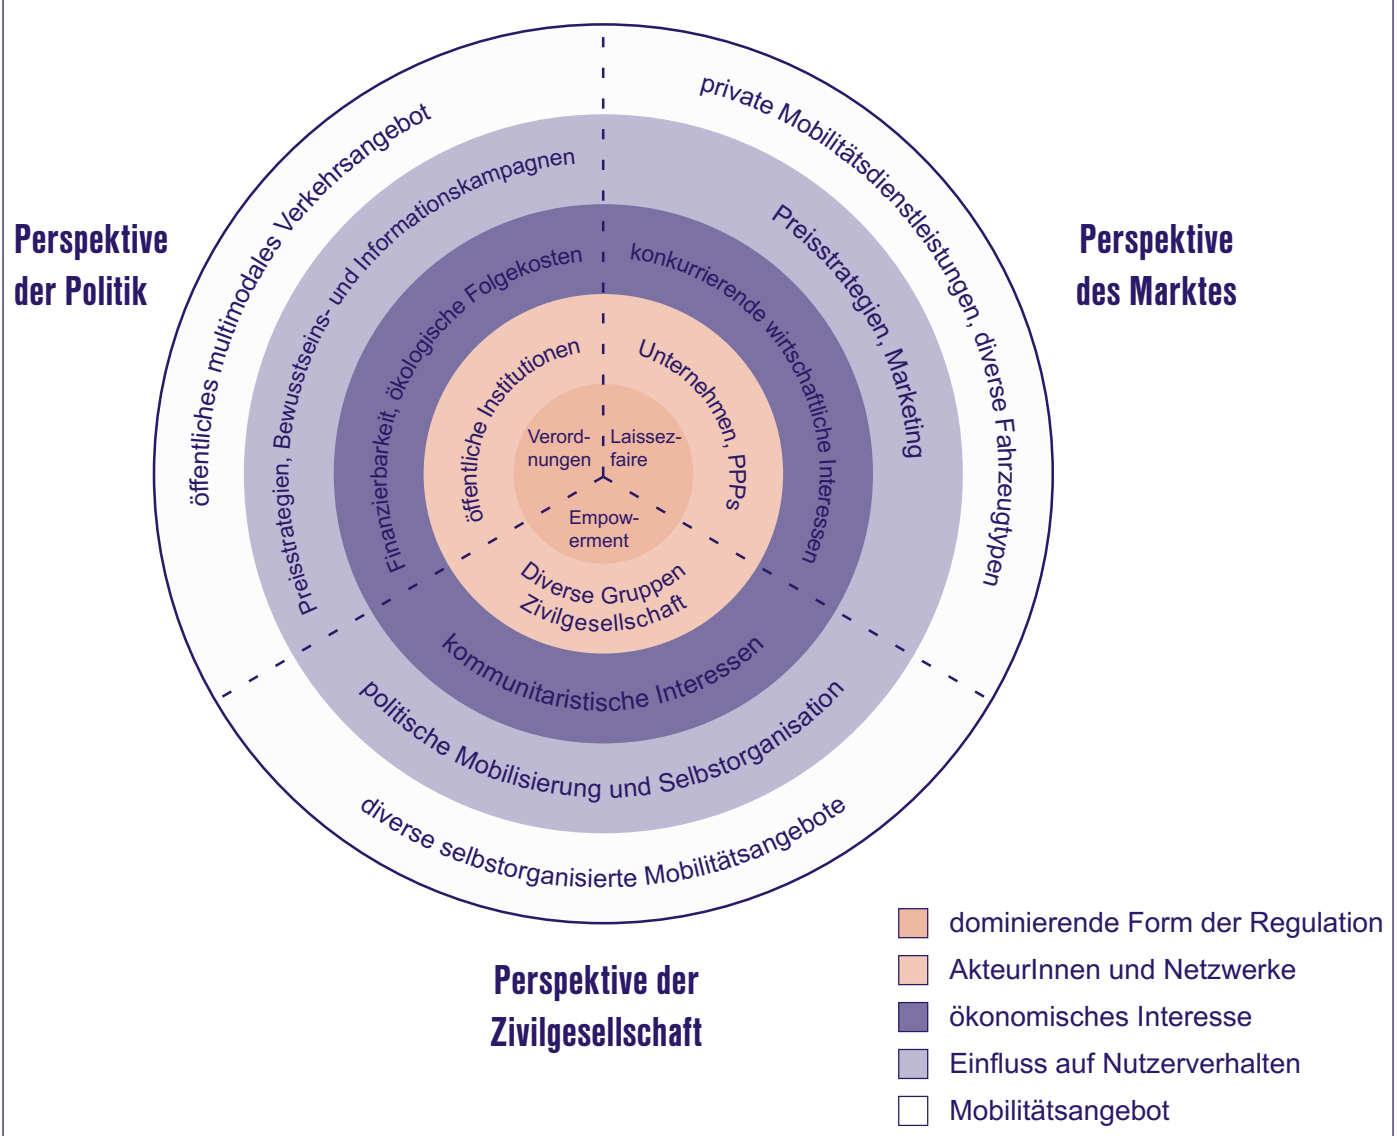 Perspektive
der Politik
öffentliches multimodales Verkehrsangebot
Preisstrategien, Bewusstseins- und Informationskampagnen
Finanzierbarkeit, ökologische Folgekosten
öffentliche Institutionen
Verord-
nungen
Perspektive
des Marktes
private Mobilitätsdienstleistungen, diverse Fahrzeugtypen
Preisstrategien, Marketing
konkurrierende wirtschaftliche Interessen
Unternehmen, PPPs
Laissez-
faire
Empow-
erment
Diverse Gruppen
Zivilgesellschaft
kommunitaristische Interessen
politische Mobilisierung und Selbstorganisation
diverse selbstorganisierte Mobilitätsangebote
Perspektive der
Zivilgesellschaft
dominierende Form der Regulation
AkteurInnen und Netzwerke
ökonomisches Interesse
Einfluss auf Nutzerverhalten
Mobilitätsangebot